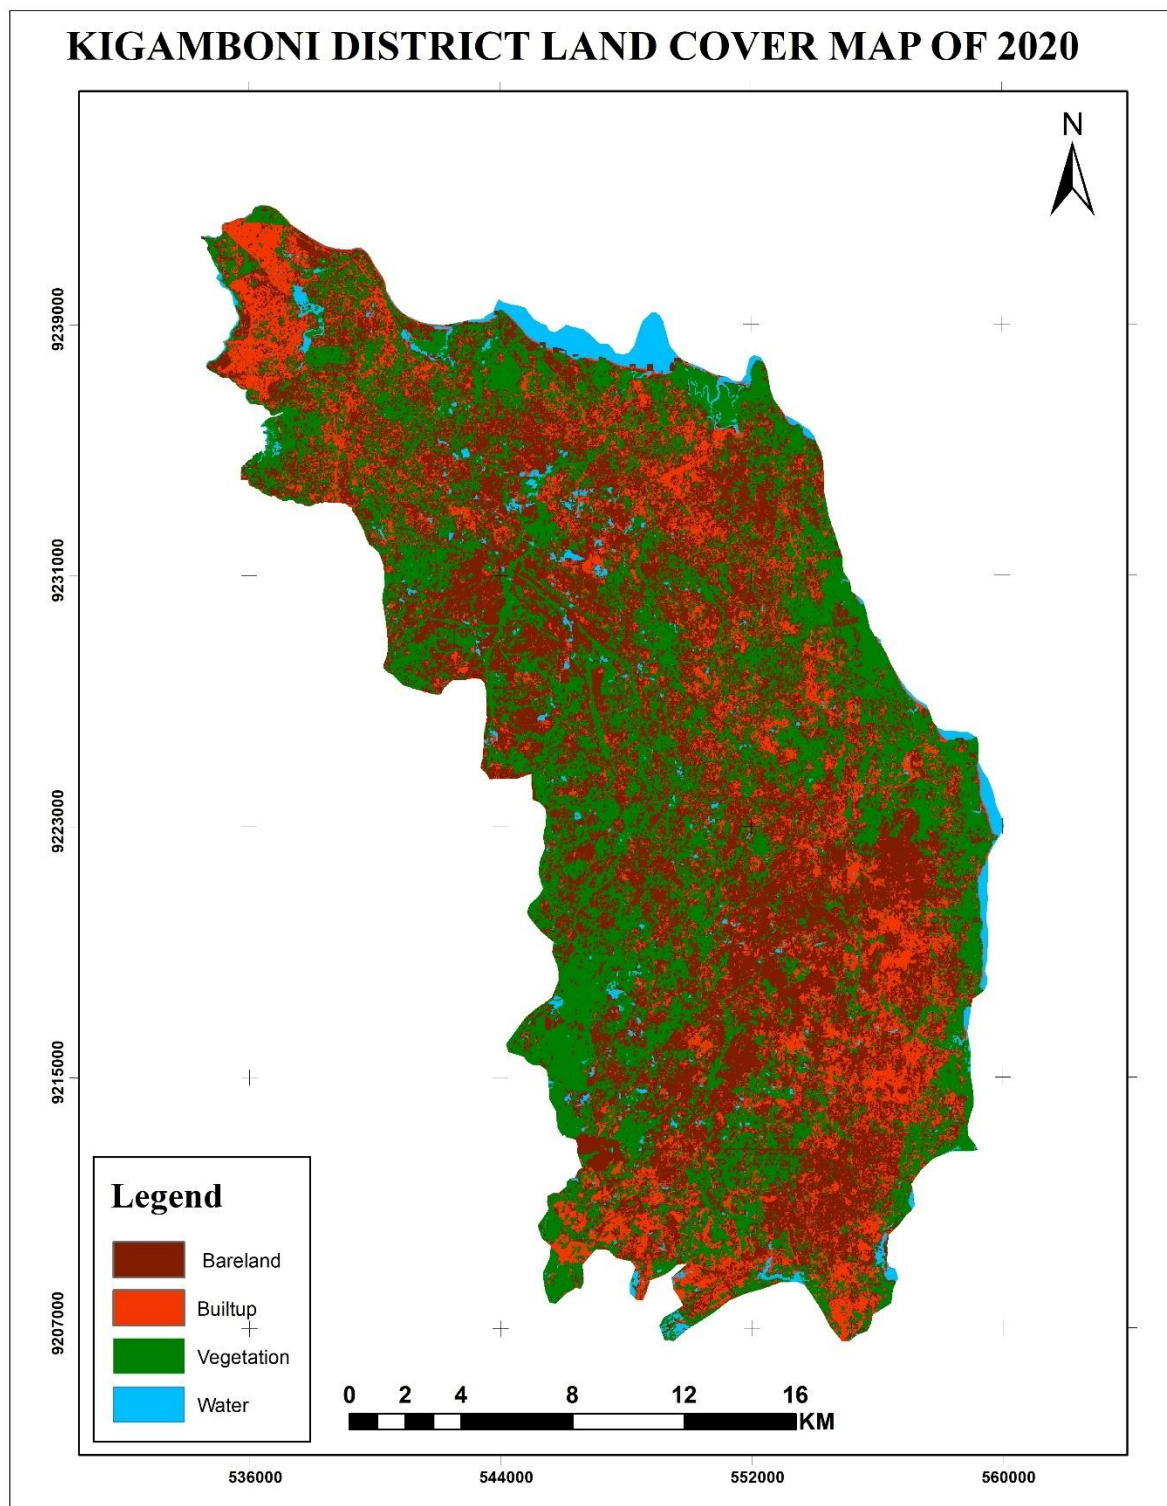 KIGAMBONI DISTRICT LAND COVER MAP OF 2020
N
9239000
9231000
9223000
9215000
9207000
Legend
Bareland
Builtup
Vegetation
Water
0 2 4 8 12 16
KM
536000 544000 552000 560000